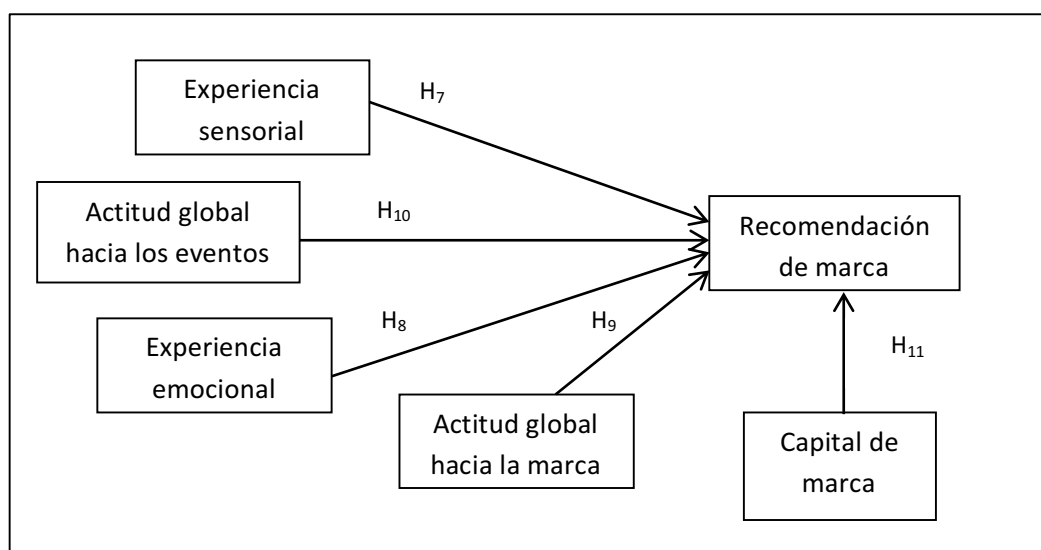 Experiencia
sensorial
H₇
Actitud global
hacia los eventos
H₁₀
Recomendación
de marca
Experiencia
emocional
H₈
H₉
H₁₁
Actitud global
hacia la marca
Capital de
marca